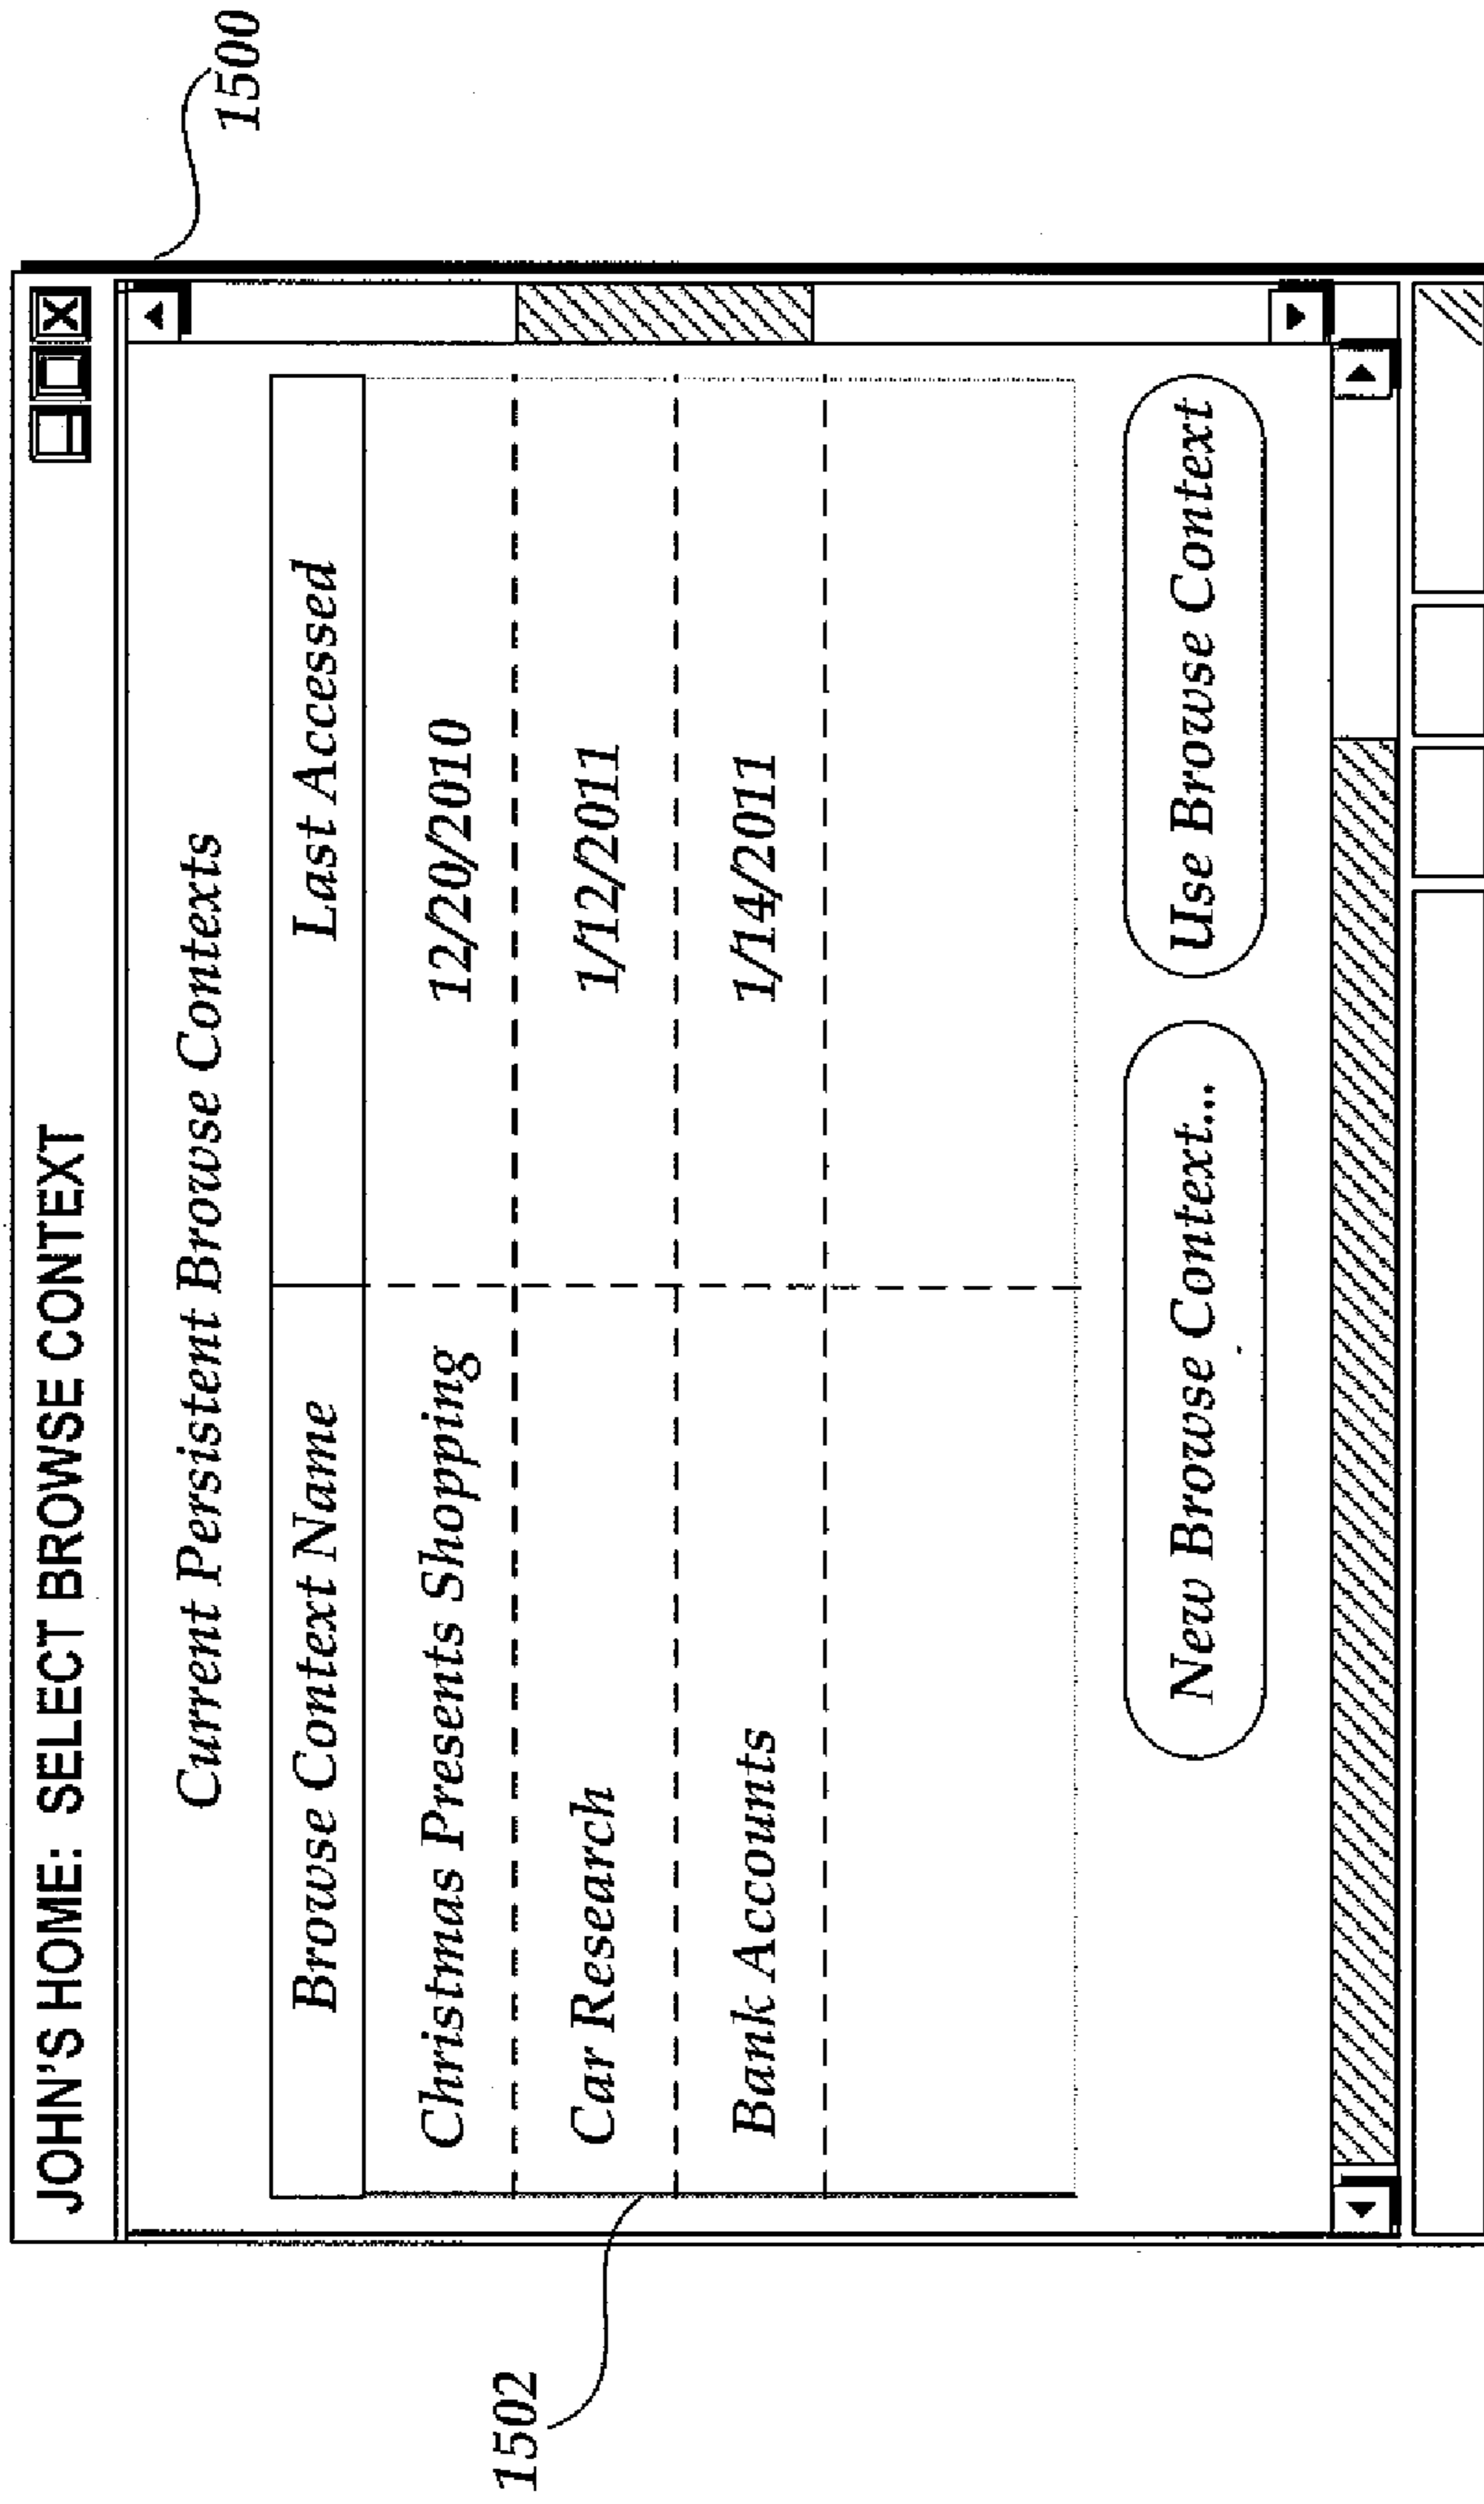 1500
JOHN'S HOME: SELECT BROWSE CONTEXT
Current Persistent Browse Contexts
Browse Context Name Last Accessed
Christmas Presents Shopping 12/20/2010
1502
Car Research 1/12/2011
Bank Accounts 1/14/2011
New Browse Context... Use Browse Context